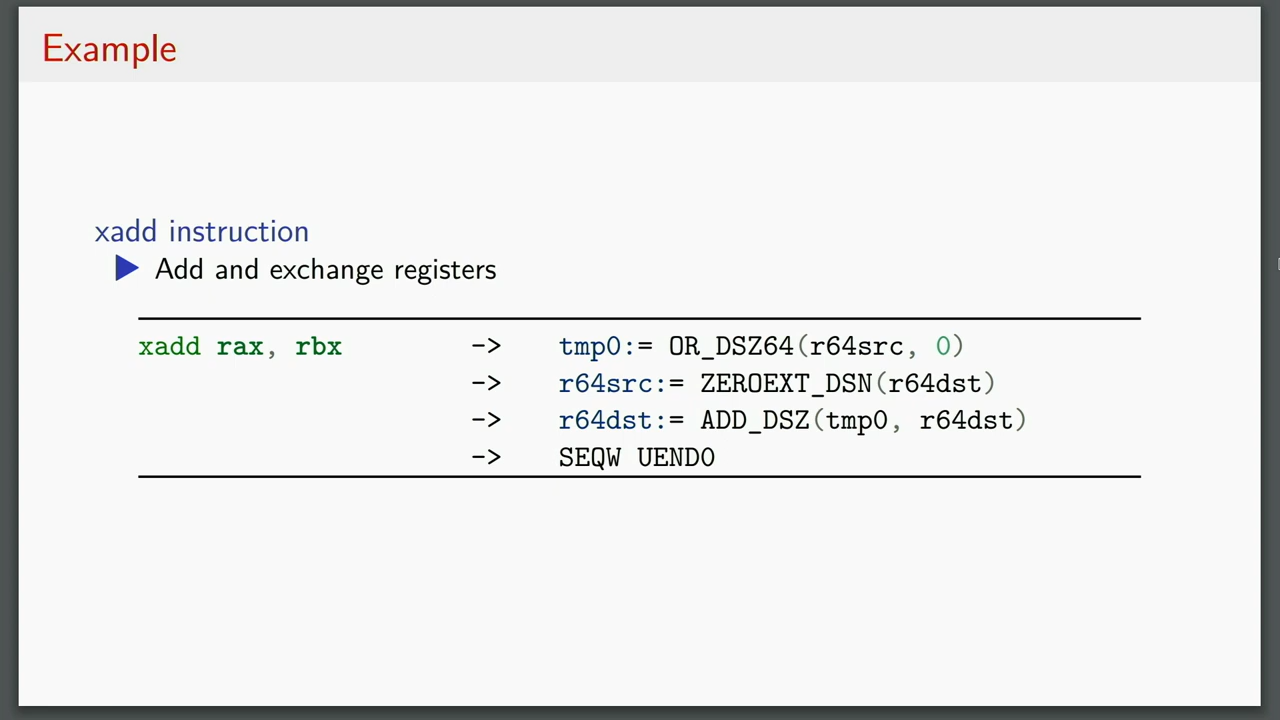 Example
xadd instruction
▶ Add and exchange registers
xadd rax, rbx -> tmp0:= OR_DSZ64(r64src, 0)
-> r64src:= ZEROEXT_DSN(r64dst)
-> r64dst:= ADD_DSZ(tmp0, r64dst)
-> SEQW UEND0